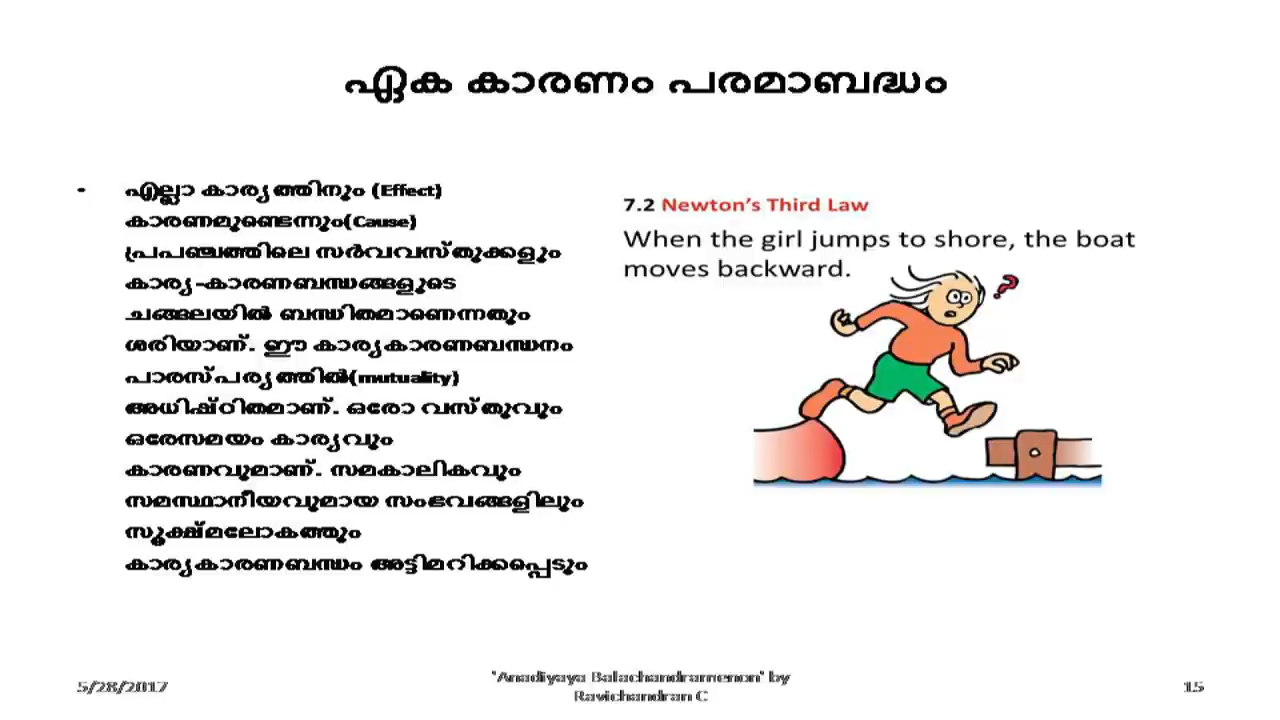 ഏക കാരണം പരമാബദ്ധം
• എല്ലാ കാര്യത്തിനും (Effect)
കാരണമുണ്ടെന്നും(Cause)
പ്രപഞ്ചത്തിലെ സർവവസ്തുക്കളും
കാര്യ-കാരണബന്ധങ്ങളുടെ
ചങ്ങലയിൽ ബന്ധിതമാണെന്നതും
ശരിയാണ്. ഈ കാര്യകാരണബന്ധനം
പാരസ്പര്യത്തിൽ(mutuality)
അധിഷ്ഠിതമാണ്. ഒരോ വസ്തുവും
ഒരേസമയം കാര്യവും
കാരണവുമാണ്. സമകാലികവും
സമസ്ഥാനീയവുമായ സംഭവങ്ങളിലും
സൂക്ഷ്മലോകത്തും
കാര്യകാരണബന്ധം അട്ടിമറിക്കപ്പെടും
7.2 Newton's Third Law
When the girl jumps to shore, the boat
moves backward.
?
5/28/2017
'Anadiyaya Balachandramenon' by
Ravichandran C
15